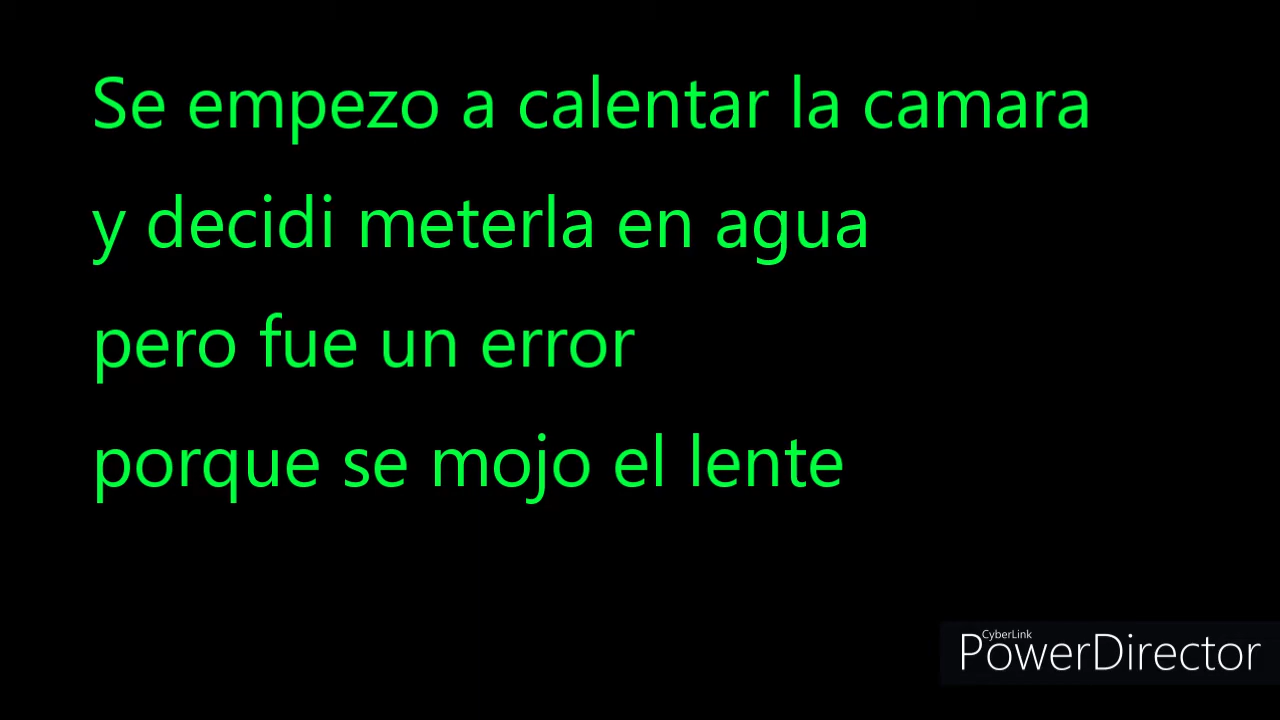 Se empezo a calentar la camara
y decidi meterla en agua
pero fue un error
porque se mojo el lente
CyberLink
PowerDirector